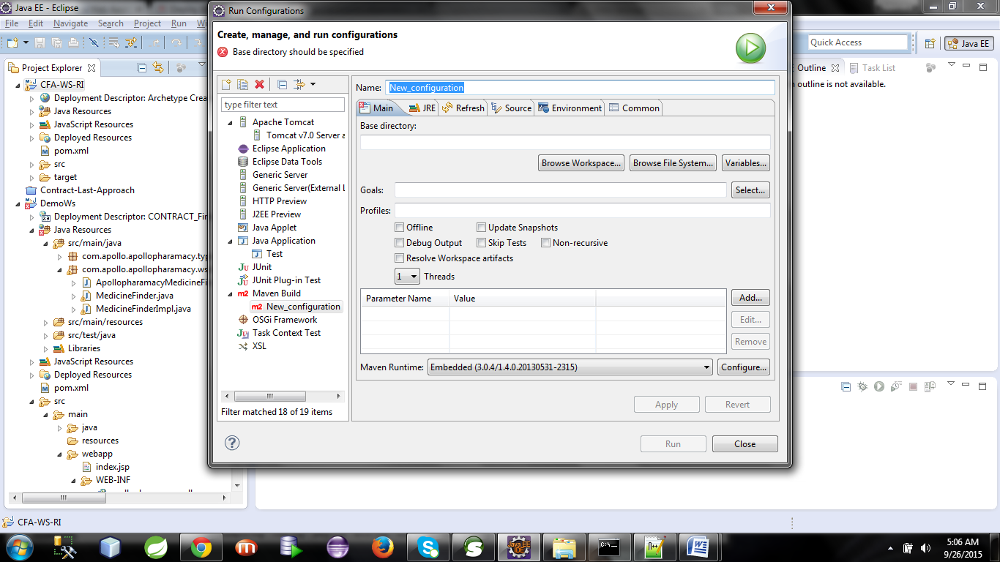 Java EE - Eclipse
File Edit Navigate Search Project Run
Quick Access
Java EE
Project Explorer
CFA-WS-RI
Deployment Descriptor: Archetype Crea
Java Resources
JavaScript Resources
Deployed Resources
pom.xml
src
target
Contract-Last-Approach
DemoWs
Deployment Descriptor: CONTRACT_Fi
Java Resources
src/main/java
com.apollo.apollopharamacy.typ
com.apollo.apollopharamacy.ws
ApollopharamacyMedicineFi
MedicineFinder.java
MedicineFinderImpl.java
src/main/resources
src/test/java
Libraries
JavaScript Resources
Deployed Resources
pom.xml
src
main
java
resources
webapp
index.jsp
WEB-INF
CFA-WS-RI
Run Configurations
Create, manage, and run configurations
Base directory should be specified
type filter text
Apache Tomcat
Tomcat v7.0 Server a
Eclipse Application
Eclipse Data Tools
Generic Server
Generic Server(External L
HTTP Preview
J2EE Preview
Java Applet
Java Application
Test
JUnit
JUnit Plug-in Test
Maven Build
New_configuration
OSGi Framework
Task Context Test
XSL
Filter matched 18 of 19 items
Name: New_configuration
Main JRE Refresh Source Environment Common
Base directory:
Browse Workspace... Browse File System... Variables...
Goals: Select...
Profiles:
Offline Update Snapshots
Debug Output Skip Tests Non-recursive
Resolve Workspace artifacts
1 Threads
Parameter Name Value
Add...
Edit...
Remove
Maven Runtime: Embedded (3.0.4/1.4.0.20130531-2315) Configure...
Apply Revert
Run Close
Outline Task List
n outline is not available.
5:06 AM
9/26/2015